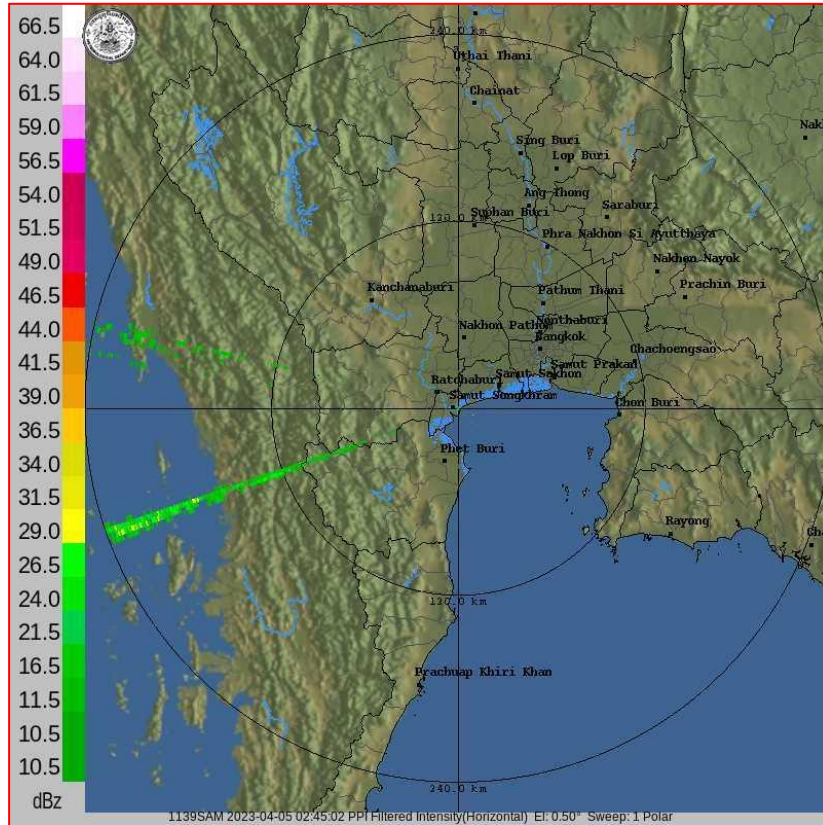 66.5
64.0
61.5
59.0
56.5
54.0
51.5
49.0
46.5
44.0
41.5
39.0
36.5
34.0
31.5
29.0
26.5
24.0
21.5
16.5
11.5
10.5
dBz
240.0 km
Uthai Thani
Chainat
Sing Buri
Lop Buri
Ang Thong
Saraburi
Suphan Buri
120.0 km
Phra Nakhon Si Ayutthaya
Nakhon Nayok
Prachin Buri
Kanchanaburi
Pathum Thani
Nonthaburi
Nakhon Pathom
Bangkok
Chachoengsao
Samut Prakan
Samut Sakhon
Ratchaburi
Samut Songkhram
Chon Buri
Phet Buri
Rayong
120.0 km
Prachuap Khiri Khan
240.0 km
1139SAM 2023-04-05 02:45:02 PPI Filtered Intensity(Horizontal) El: 0.50° Sweep: 1 Polar